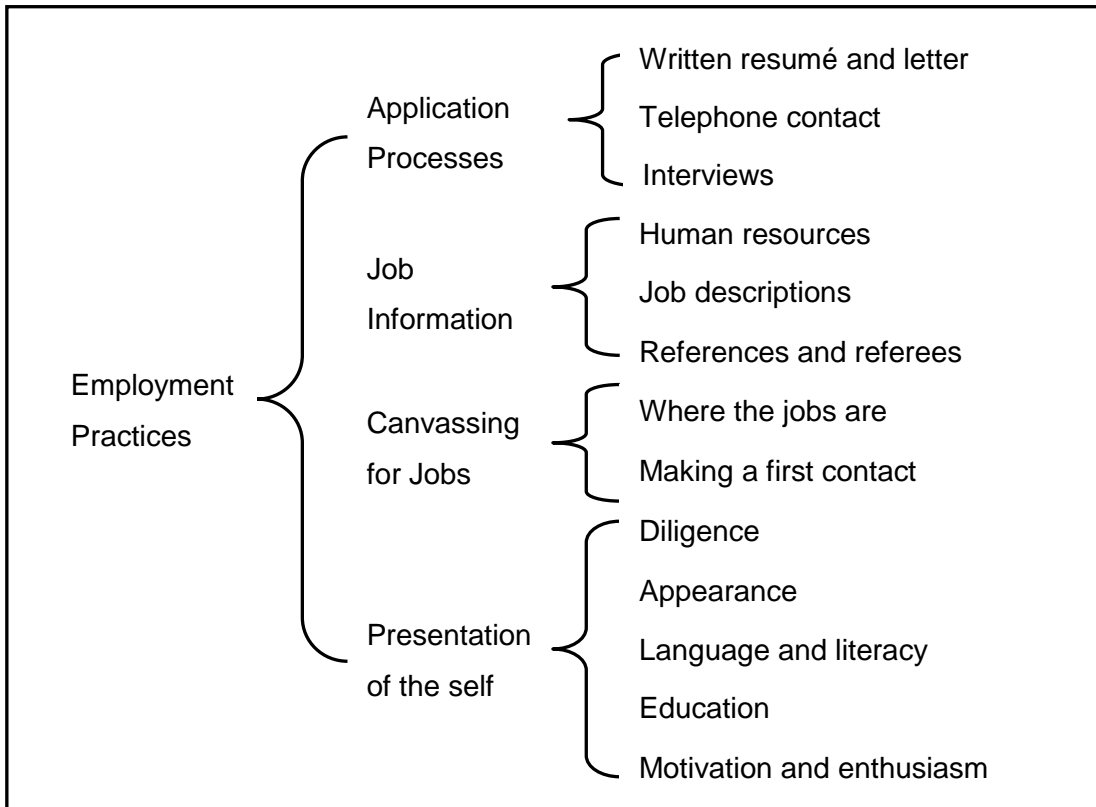 Employment
Practices
Application
Processes
Written resumé and letter
Telephone contact
Interviews
Job
Information
Human resources
Job descriptions
References and referees
Canvassing
for Jobs
Where the jobs are
Making a first contact
Presentation
of the self
Diligence
Appearance
Language and literacy
Education
Motivation and enthusiasm